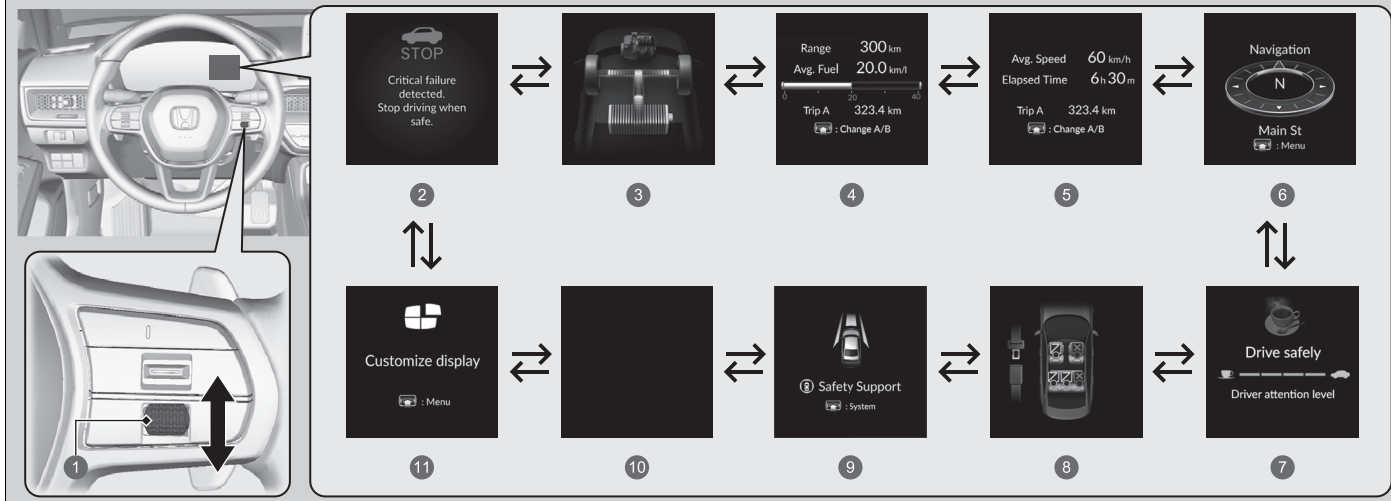 STOP
Critical failure
detected.
Stop driving when
safe.
Range 300 km
Avg. Fuel 20.0 km/l
0 20 40
Trip A 323.4 km
: Change A/B
Avg. Speed 60 km/h
Elapsed Time 6h 30m
Trip A 323.4 km
: Change A/B
Navigation
N
Main St
: Menu
2
3
4
5
6
Customize display
: Menu
Safety Support
: System
Drive safely
Driver attention level
1
11
10
9
8
7